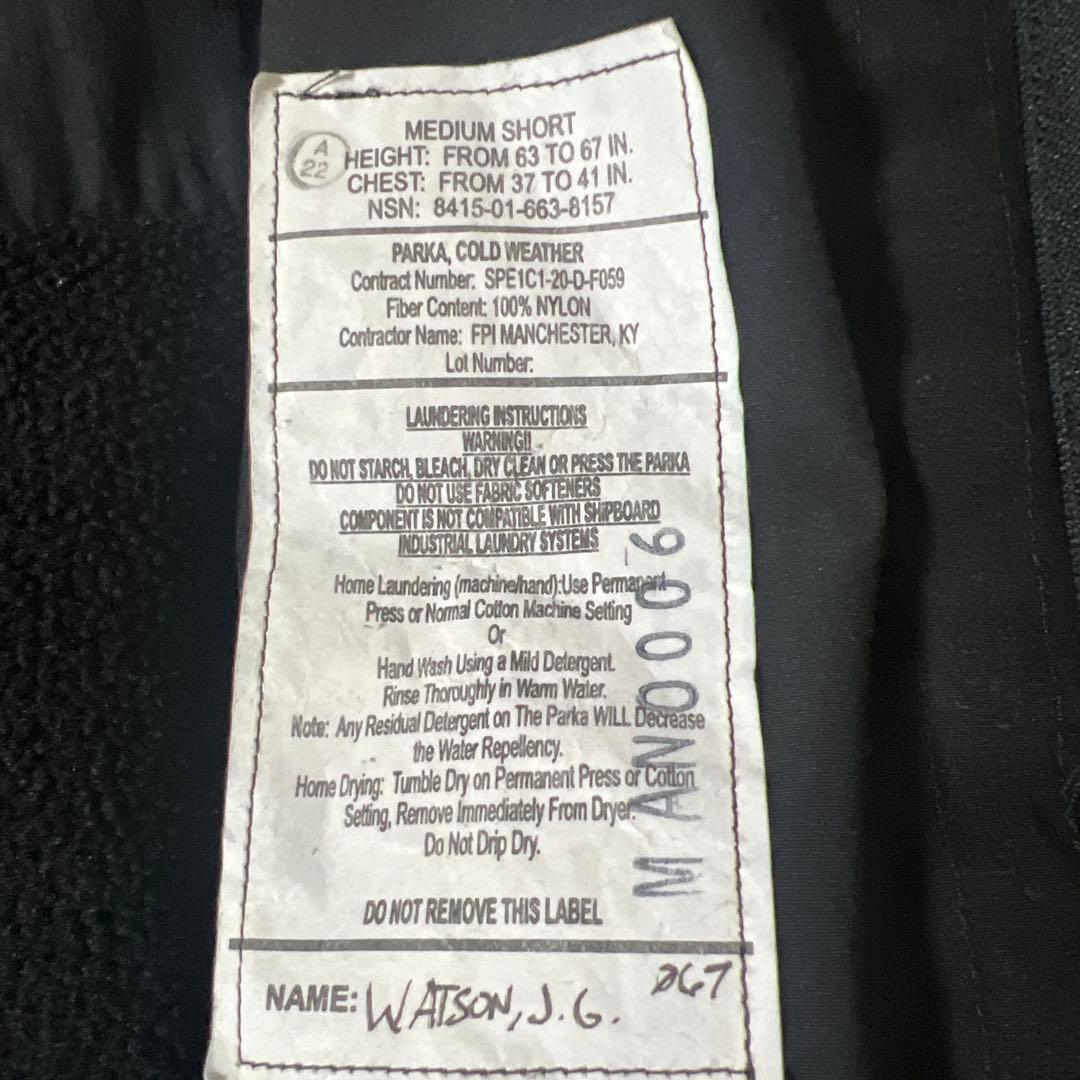 MEDIUM SHORT
A
22
HEIGHT: FROM 63 TO 67 IN.
CHEST: FROM 37 TO 41 IN.
NSN: 8415-01-663-8157
PARKA, COLD WEATHER
Contract Number: SPE1C1-20-D-F059
Fiber Content: 100% NYLON
Contractor Name: FPI MANCHESTER, KY
Lot Number:
LAUNDERING INSTRUCTIONS
WARNING!!
DO NOT STARCH, BLEACH, DRY CLEAN OR PRESS THE PARKA
DO NOT USE FABRIC SOFTENERS
COMPONENT IS NOT COMPATIBLE WITH SHIPBOARD
INDUSTRIAL LAUNDRY SYSTEMS
Home Laundering (machine/hand):Use Permanent
Press or Normal Cotton Machine Setting
Or
Hand Wash Using a Mild Detergent.
Rinse Thoroughly in Warm Water.
Note: Any Residual Detergent on The Parka WILL Decrease
the Water Repellency.
Home Drying: Tumble Dry on Permanent Press or Cotton
Setting, Remove Immediately From Dryer.
Do Not Drip Dry.
MAN0006
DO NOT REMOVE THIS LABEL
NAME: WATSON, J.G. 067